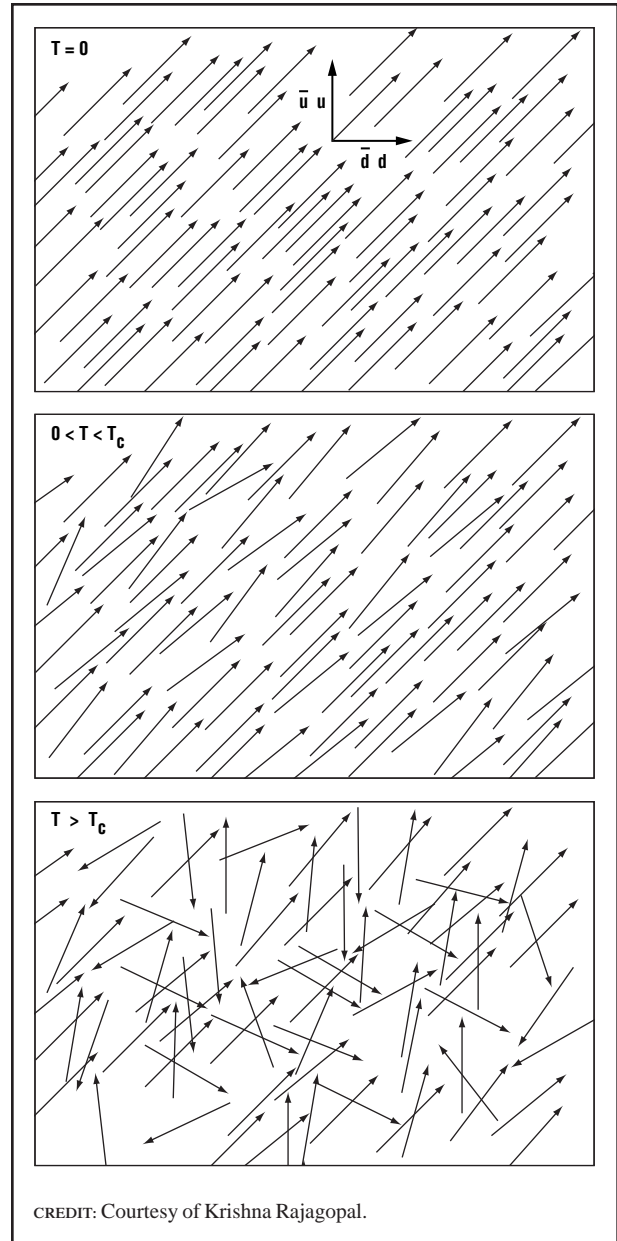 T = 0
u̅ u
d̅ d
0 < T < Tc
T > Tc
CREDIT: Courtesy of Krishna Rajagopal.